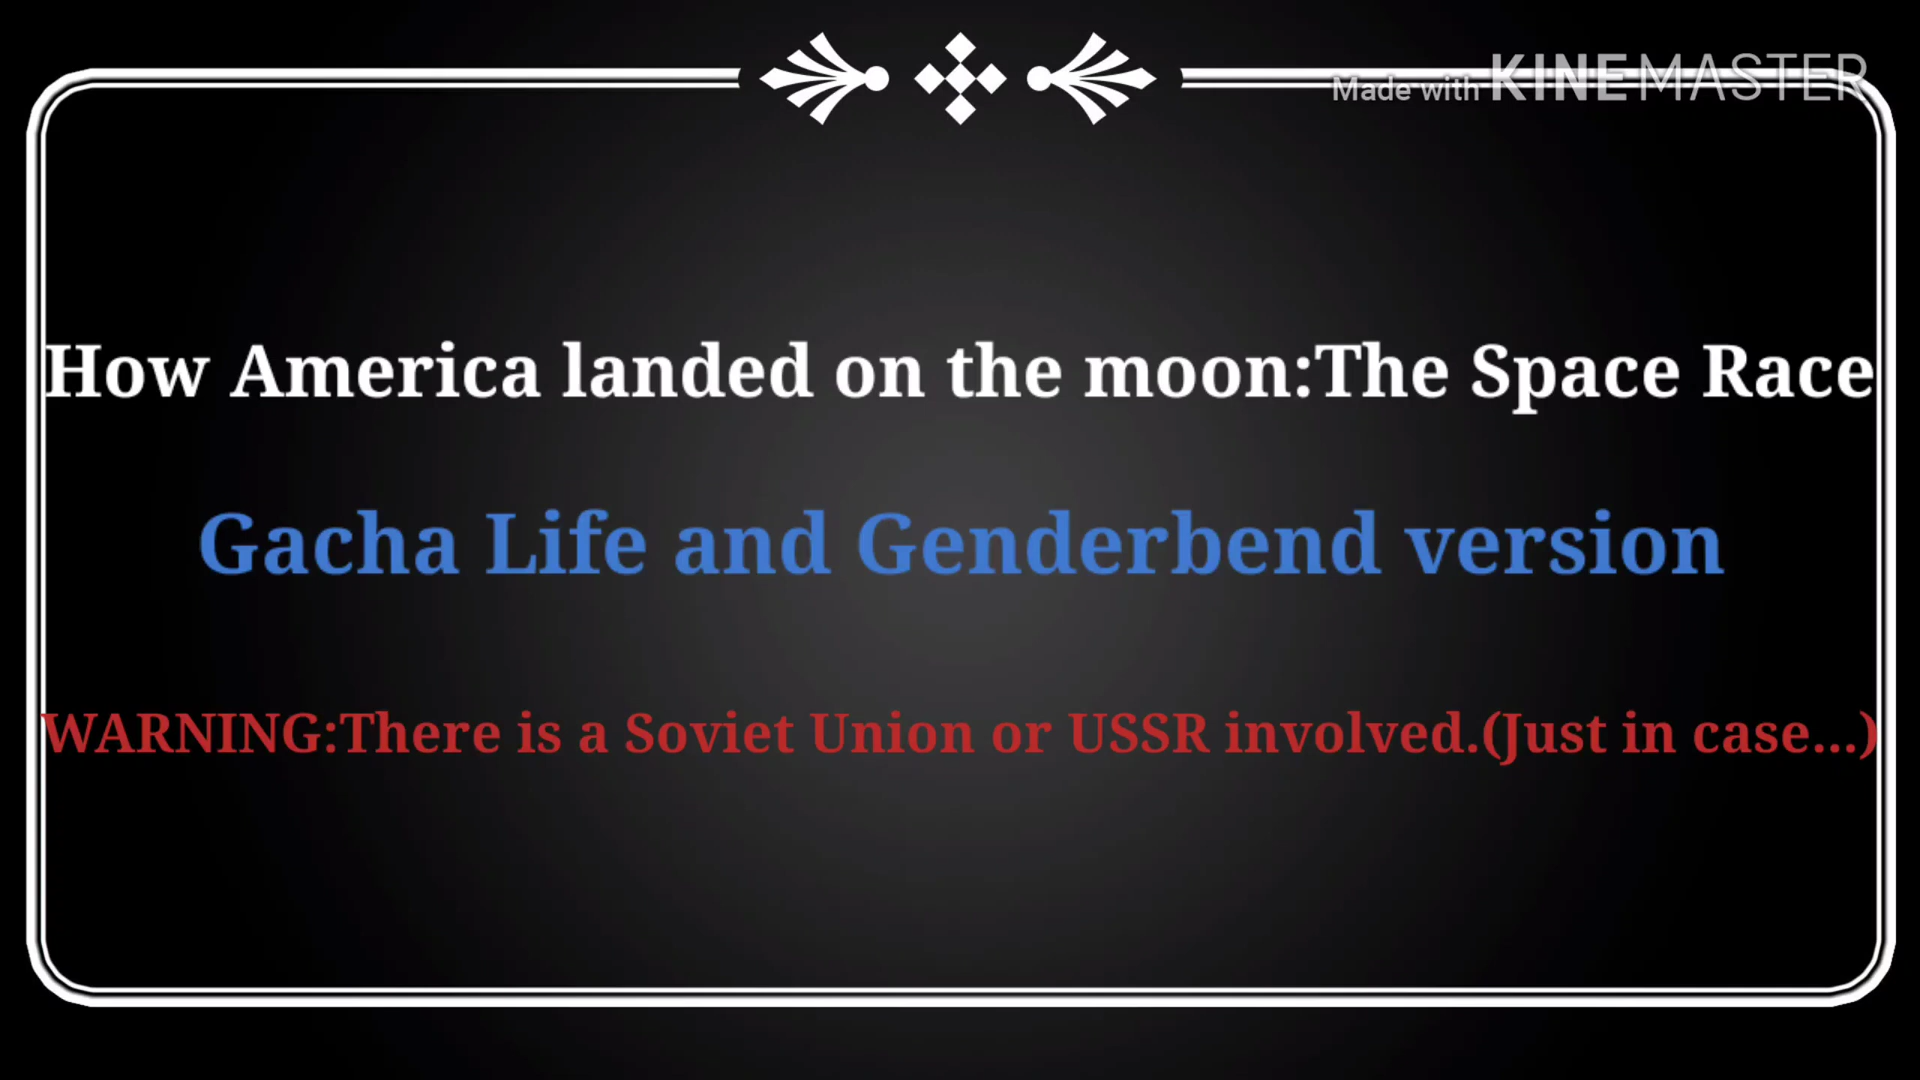 Made with KINEMASTER
How America landed on the moon:The Space Race
Gacha Life and Genderbend version
WARNING:There is a Soviet Union or USSR involved.(Just in case...)